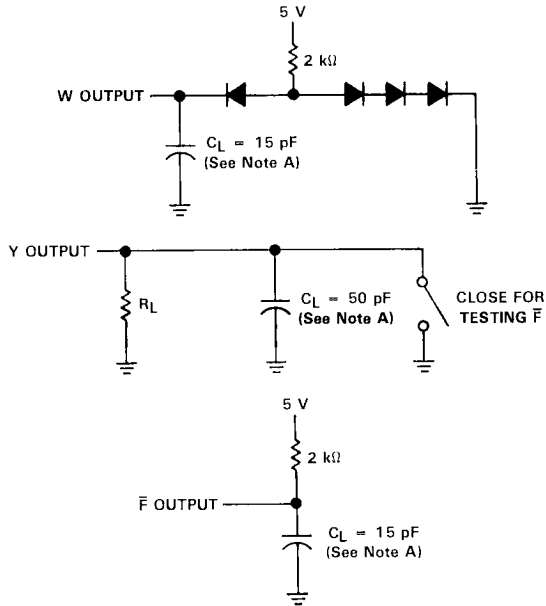 5 V
2 kΩ
W OUTPUT
C_L = 15 pF
(See Note A)
Y OUTPUT
R_L
C_L = 50 pF
(See Note A)
CLOSE FOR
TESTING F̅
5 V
2 kΩ
F̅ OUTPUT
C_L = 15 pF
(See Note A)